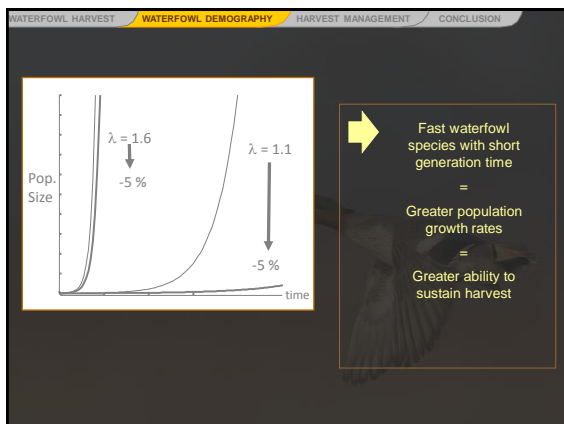 WATERFOWL HARVEST
WATERFOWL DEMOGRAPHY
HARVEST MANAGEMENT
CONCLUSION
λ = 1.6
-5 %
λ = 1.1
-5 %
Pop.
Size
time
Fast waterfowl
species with short
generation time
=
Greater population
growth rates
=
Greater ability to
sustain harvest